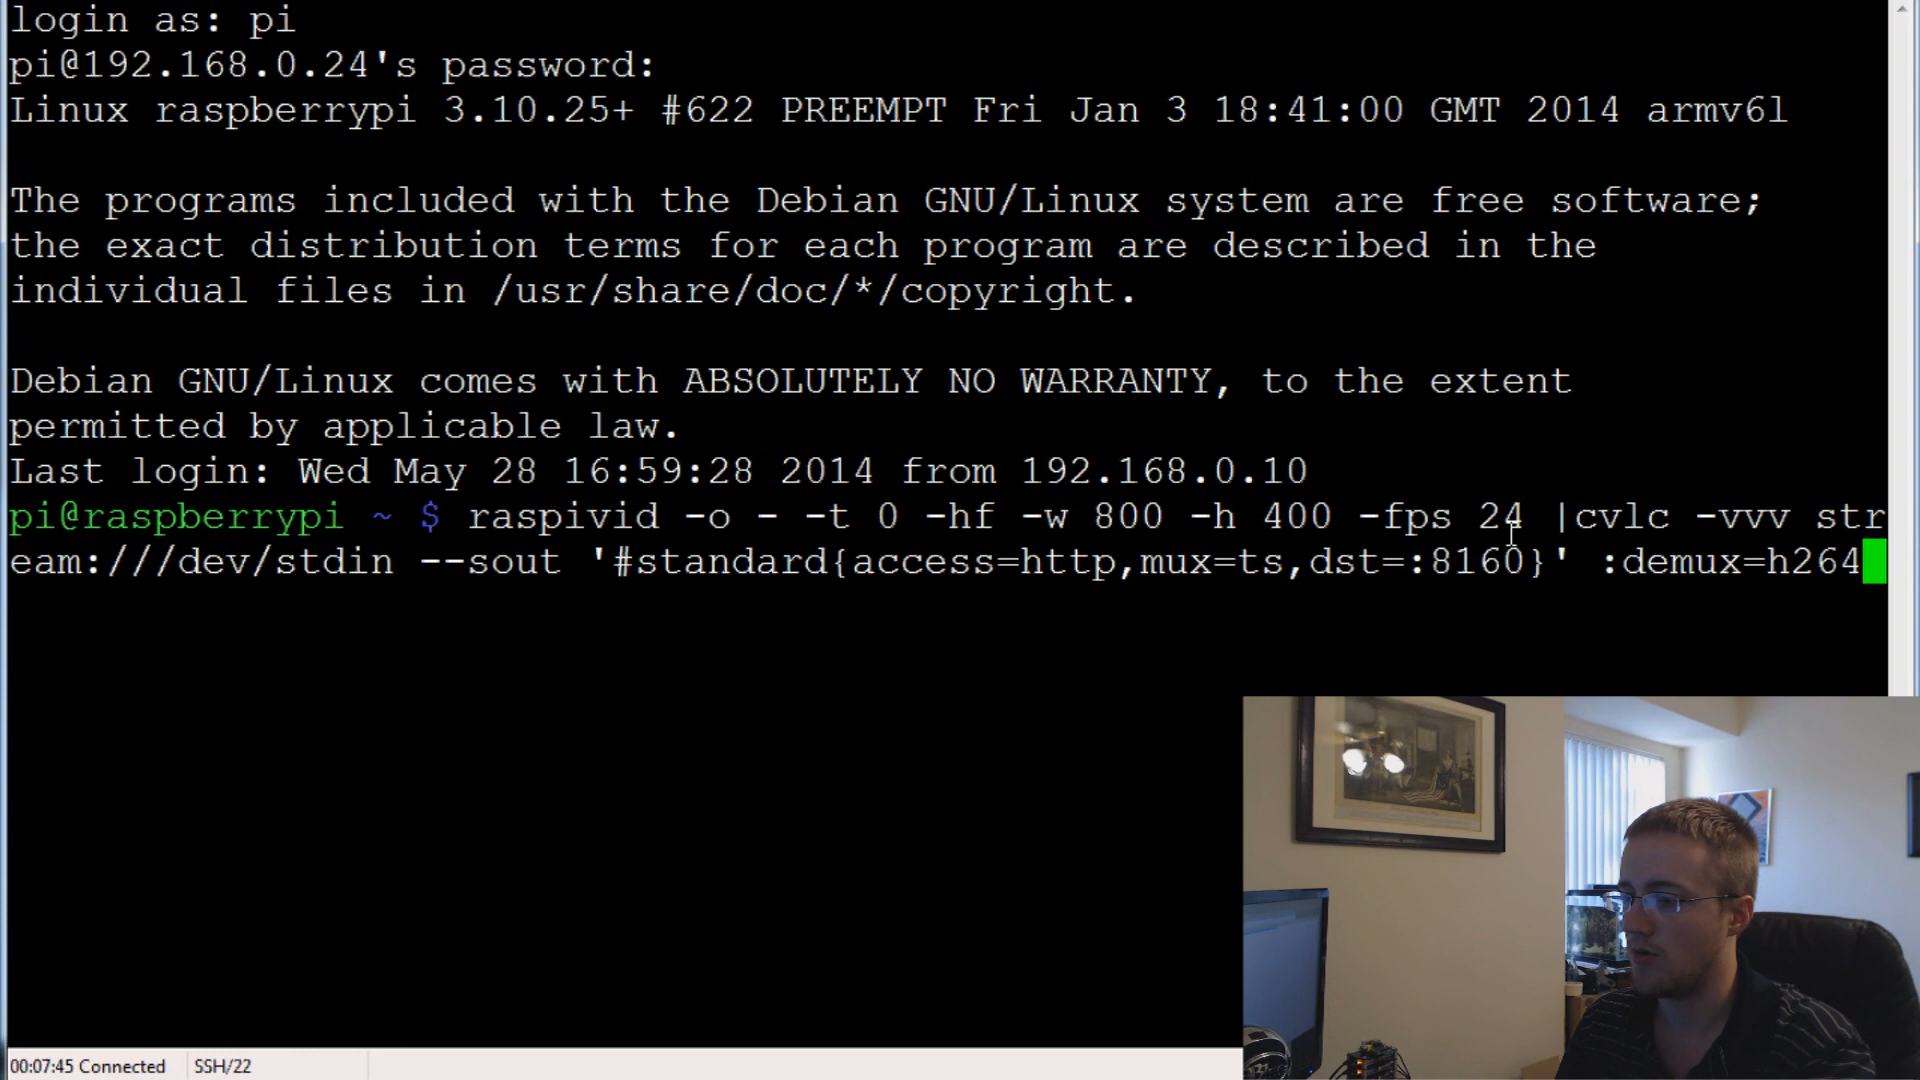 login as: pi
pi@192.168.0.24's password:
Linux raspberrypi 3.10.25+ #622 PREEMPT Fri Jan 3 18:41:00 GMT 2014 armv6l
The programs included with the Debian GNU/Linux system are free software;
the exact distribution terms for each program are described in the
individual files in /usr/share/doc/*/copyright.
Debian GNU/Linux comes with ABSOLUTELY NO WARRANTY, to the extent
permitted by applicable law.
Last login: Wed May 28 16:59:28 2014 from 192.168.0.10
pi@raspberrypi ~ $ raspivid -o - -t 0 -hf -w 800 -h 400 -fps 24 |cvlc -vvv str
eam:///dev/stdin --sout '#standard{access=http,mux=ts,dst=:8160}' :demux=h264
00:07:45 Connected SSH/22